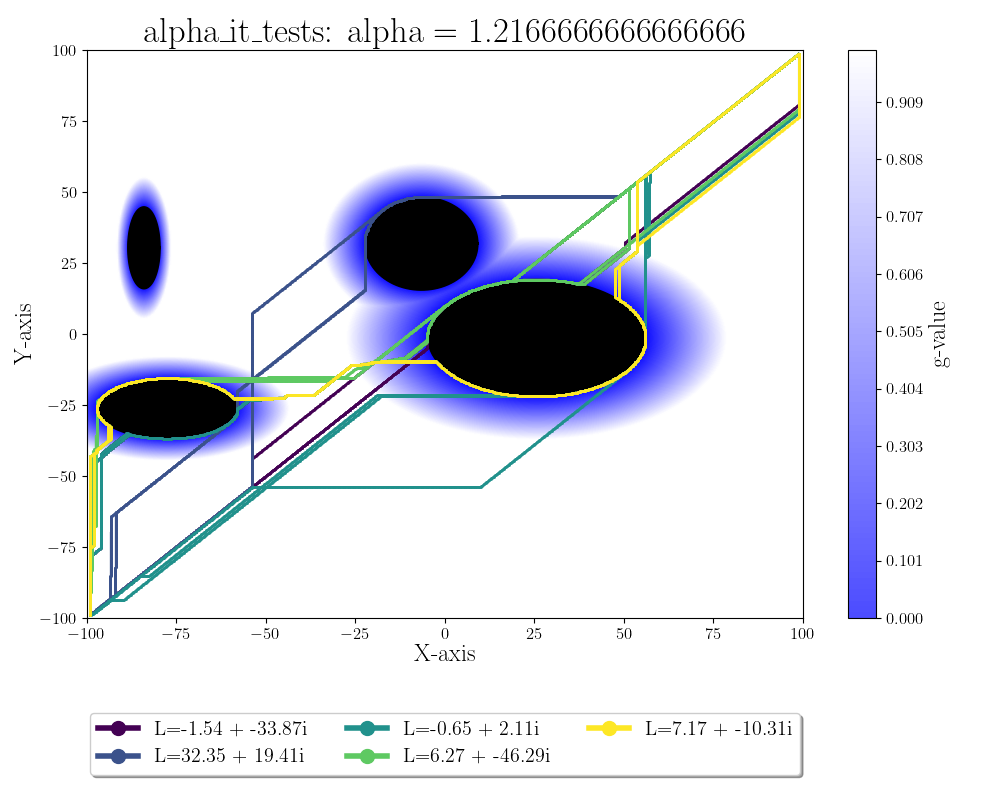 alpha_it_tests: alpha = 1.2166666666666666
100
75
50
25
0
−25
−50
−75
−100
Y-axis
−100 −75 −50 −25 0 25 50 75 100
X-axis
0.909
0.808
0.707
0.606
0.505
0.404
0.303
0.202
0.101
0.000
g-value
L=-1.54 + -33.87i L=-0.65 + 2.11i L=7.17 + -10.31i
L=32.35 + 19.41i L=6.27 + -46.29i